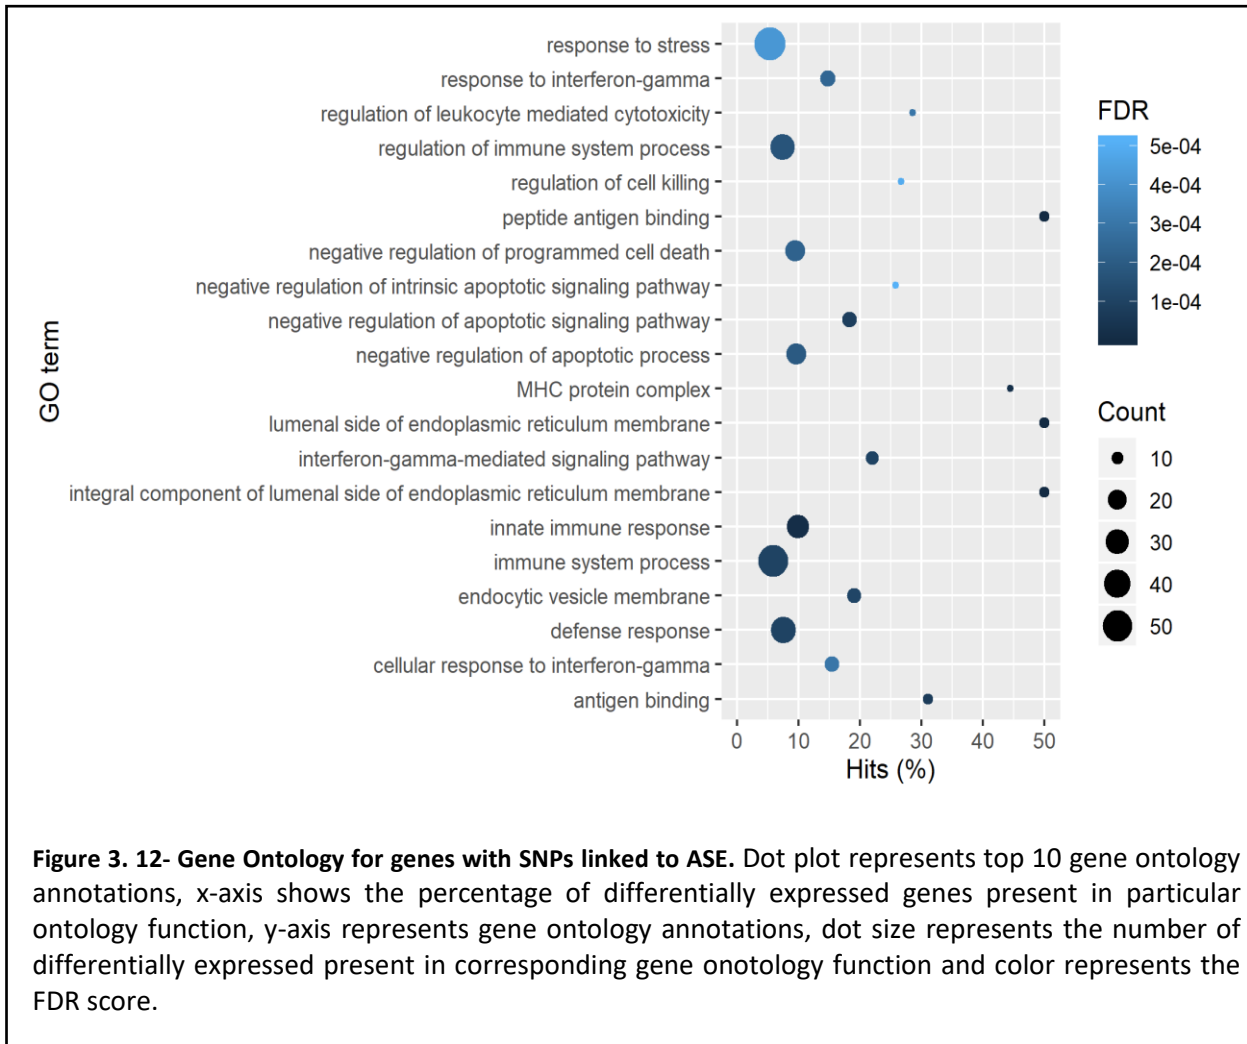 response to stress
response to interferon-gamma
regulation of leukocyte mediated cytotoxicity
regulation of immune system process
regulation of cell killing
peptide antigen binding
negative regulation of programmed cell death
negative regulation of intrinsic apoptotic signaling pathway
negative regulation of apoptotic signaling pathway
negative regulation of apoptotic process
MHC protein complex
lumenal side of endoplasmic reticulum membrane
interferon-gamma-mediated signaling pathway
integral component of lumenal side of endoplasmic reticulum membrane
innate immune response
immune system process
endocytic vesicle membrane
defense response
cellular response to interferon-gamma
antigen binding
GO term
0 10 20 30 40 50
Hits (%)
FDR
5e-04
4e-04
3e-04
2e-04
1e-04
Count
10
20
30
40
50
Figure 3. 12- Gene Ontology for genes with SNPs linked to ASE. Dot plot represents top 10 gene ontology
annotations, x-axis shows the percentage of differentially expressed genes present in particular
ontology function, y-axis represents gene ontology annotations, dot size represents the number of
differentially expressed present in corresponding gene onotology function and color represents the
FDR score.